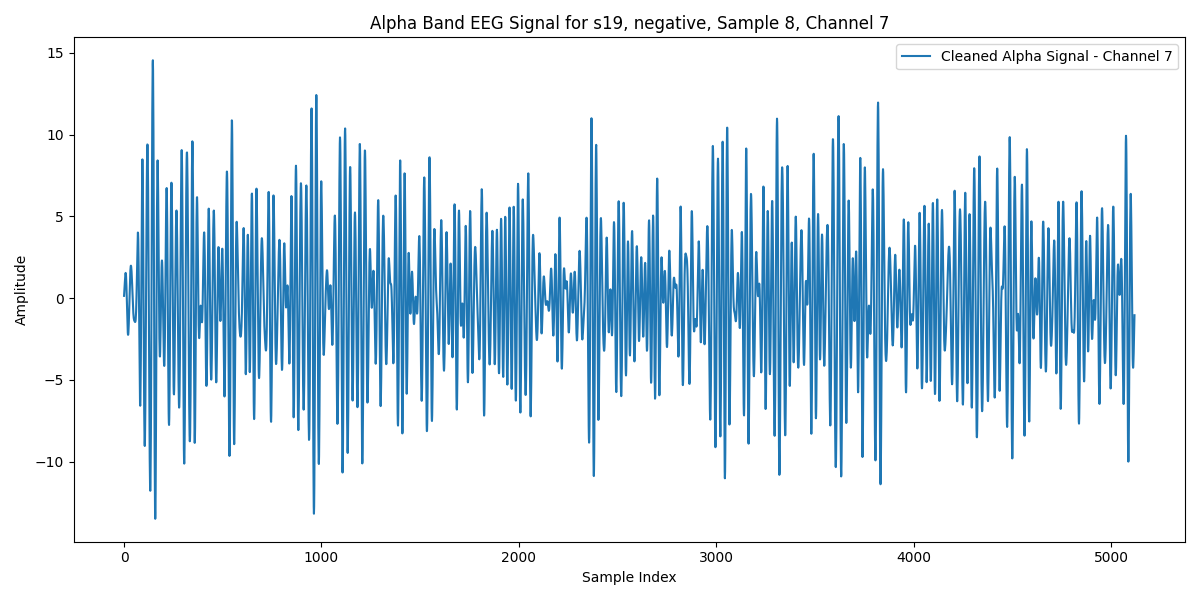 Alpha Band EEG Signal for s19, negative, Sample 8, Channel 7
Cleaned Alpha Signal - Channel 7
Amplitude
15
10
5
0
−5
−10
0 1000 2000 3000 4000 5000
Sample Index